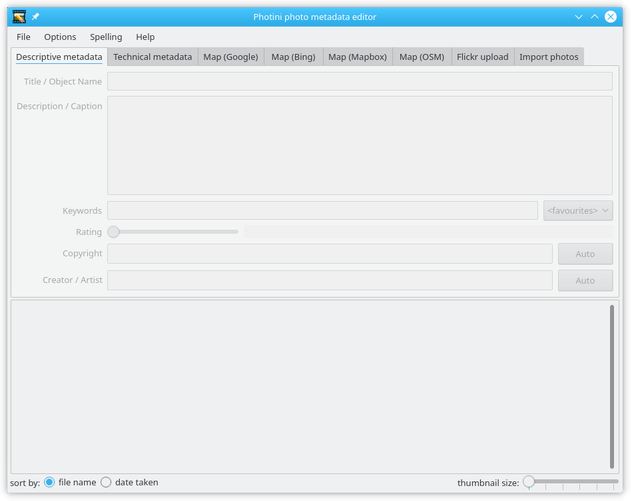 Photini photo metadata editor
File Options Spelling Help
Descriptive metadata Technical metadata Map (Google) Map (Bing) Map (Mapbox) Map (OSM) Flickr upload Import photos
Title / Object Name
Description / Caption
Keywords <favourites>
Rating
Copyright Auto
Creator / Artist Auto
sort by: file name date taken thumbnail size: